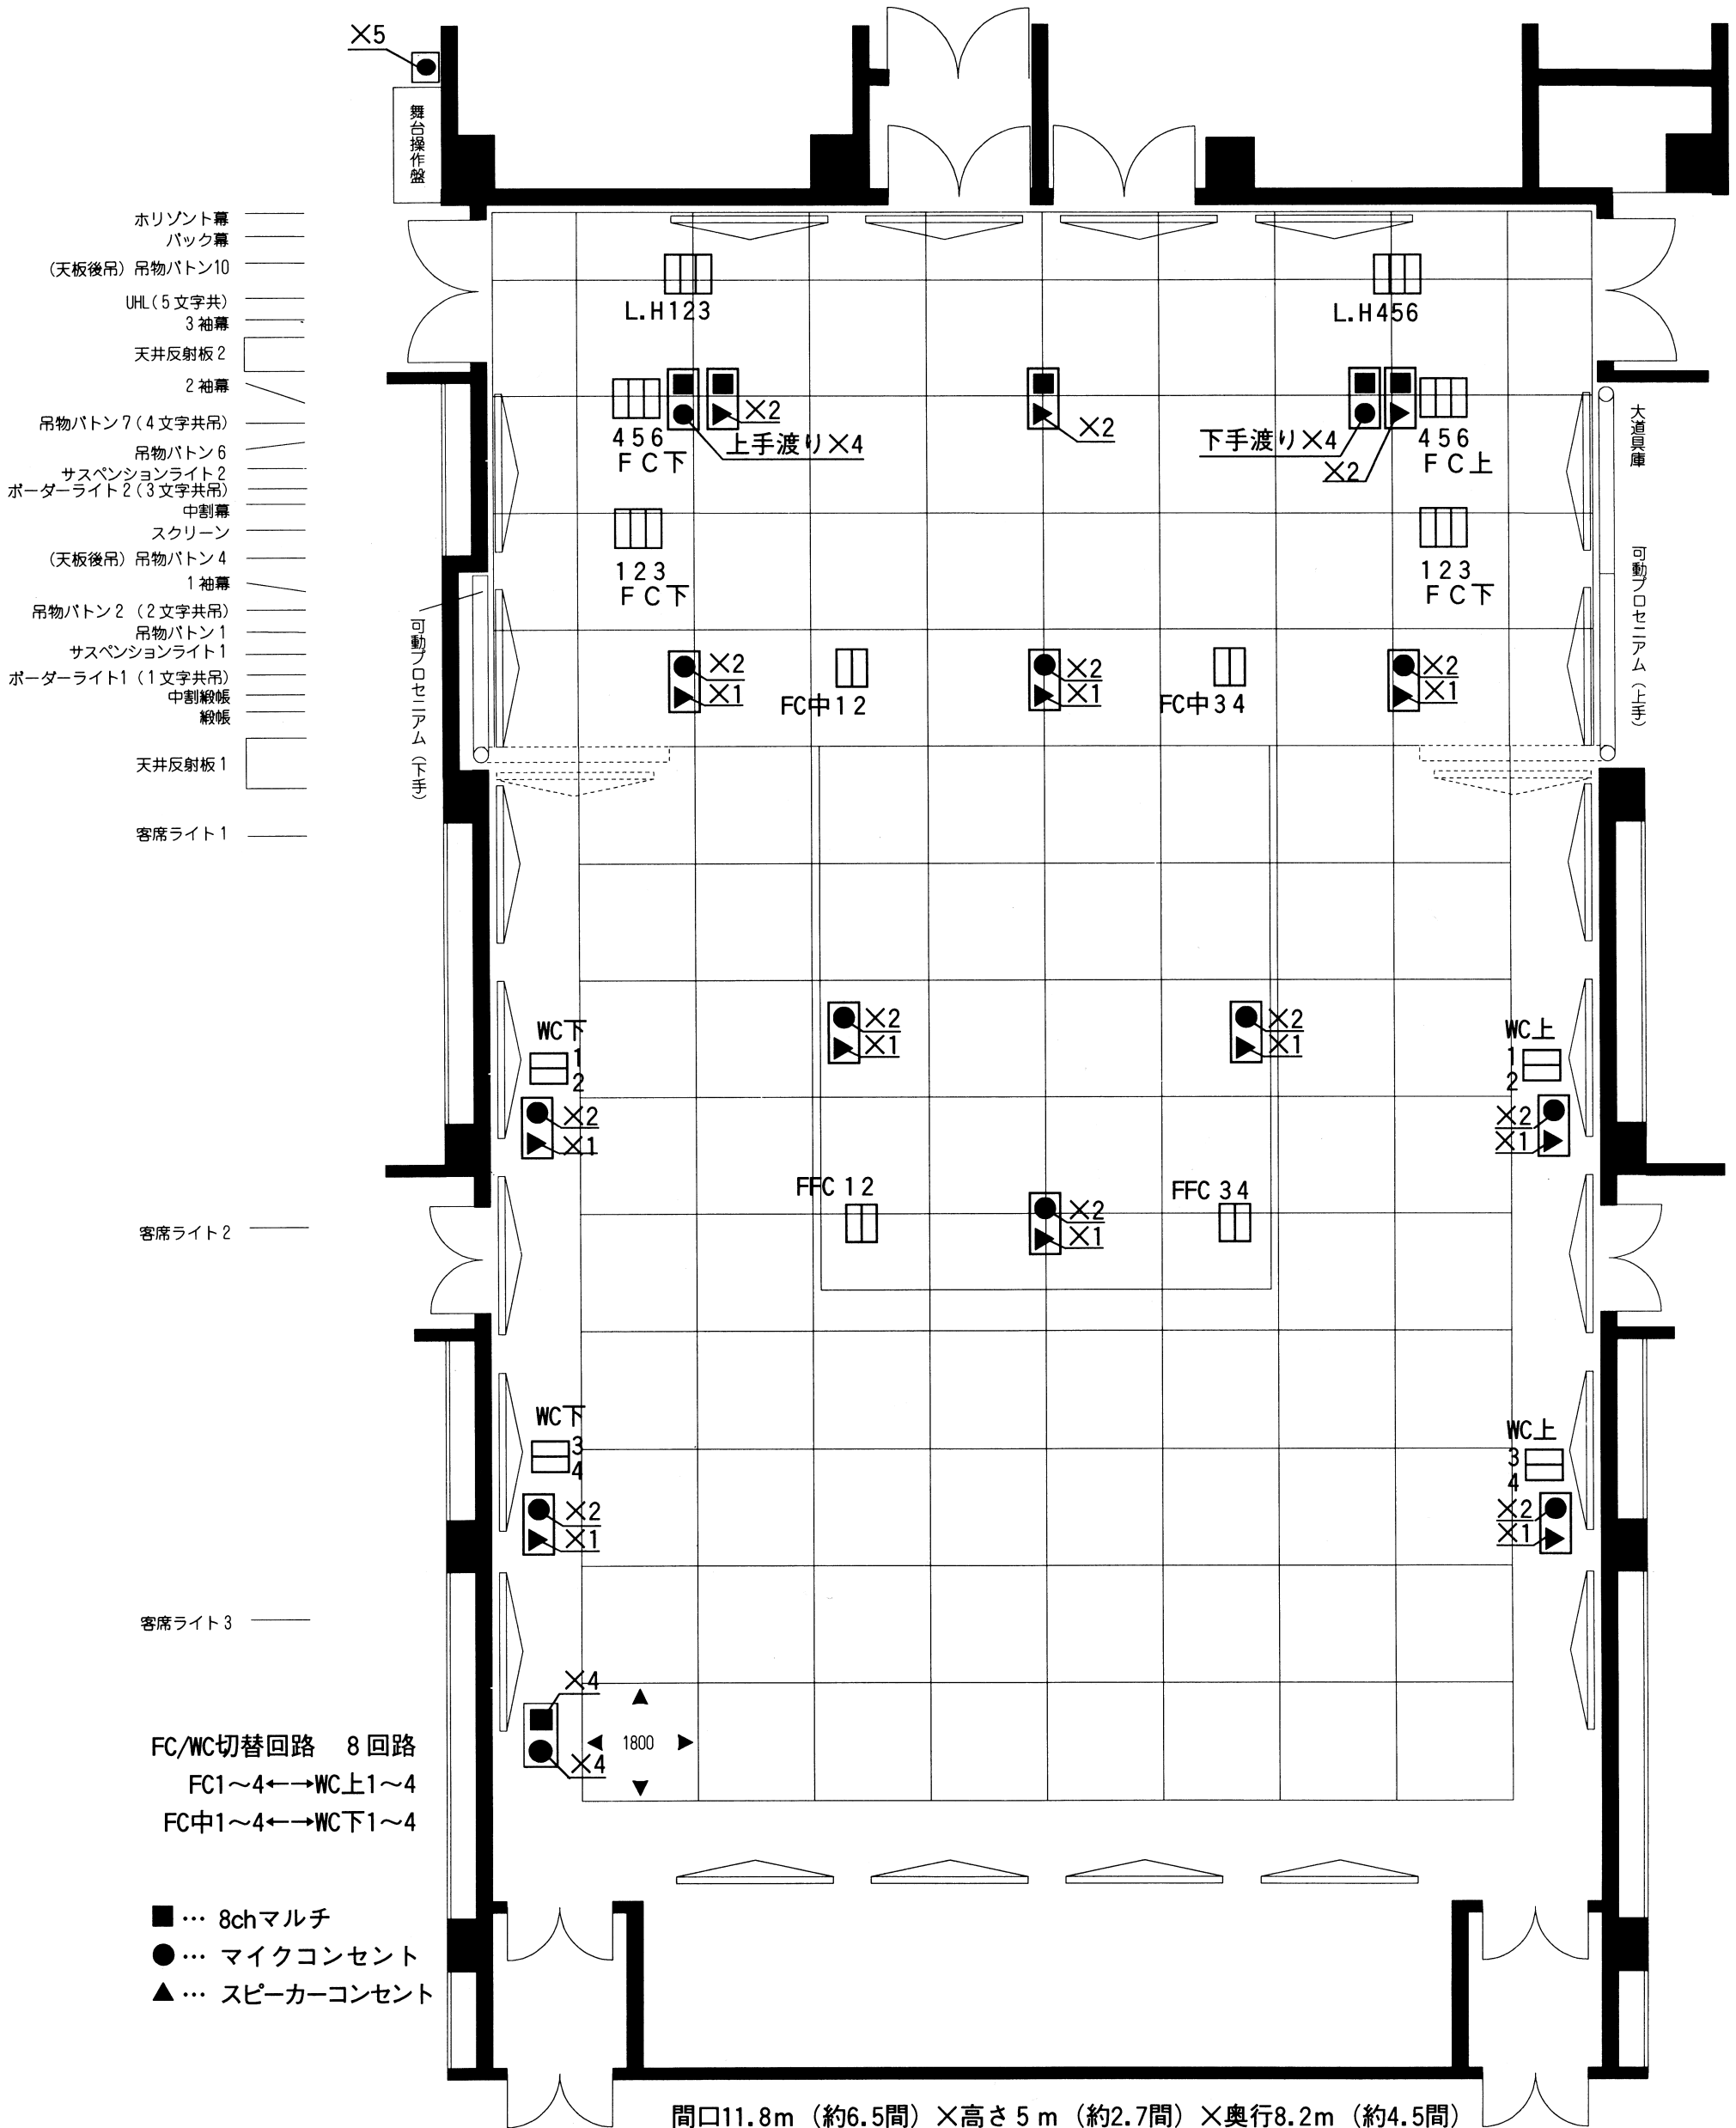 ×5
舞台操作盤
ホリゾント幕
バック幕
(天板後吊) 吊物バトン10
UHL(5文字共)
3袖幕
天井反射板2
2袖幕
吊物バトン7(4文字共吊)
吊物バトン6
サスペンションライト2
ボーダーライト2(3文字共吊)
中割幕
スクリーン
(天板後吊) 吊物バトン4
1袖幕
吊物バトン2 (2文字共吊)
吊物バトン1
サスペンションライト1
ボーダーライト1 (1文字共吊)
中割緞帳
緞帳
天井反射板1
客席ライト1
客席ライト2
客席ライト3
L.H123
L.H456
456
FC下
×2
上手渡り×4
×2
下手渡り×4
×2
456
FC上
大道具庫
123
FC下
123
FC下
可動プロセニアム(下手)
可動プロセニアム(上手)
×2
×1
FC中12
×2
×1
FC中34
×2
×1
×2
×1
×2
×1
WC下
1
2
×2
×1
WC上
1
2
×2
×1
FFC 12
×2
×1
FFC 34
WC下
3
4
×2
×1
WC上
3
4
×2
×1
×4
×4
1800
FC/WC切替回路 8回路
FC1~4←→WC上1~4
FC中1~4←→WC下1~4
■… 8chマルチ
●… マイクコンセント
▲… スピーカーコンセント
間口11.8m (約6.5間) ×高さ5m (約2.7間) ×奥行8.2m (約4.5間)